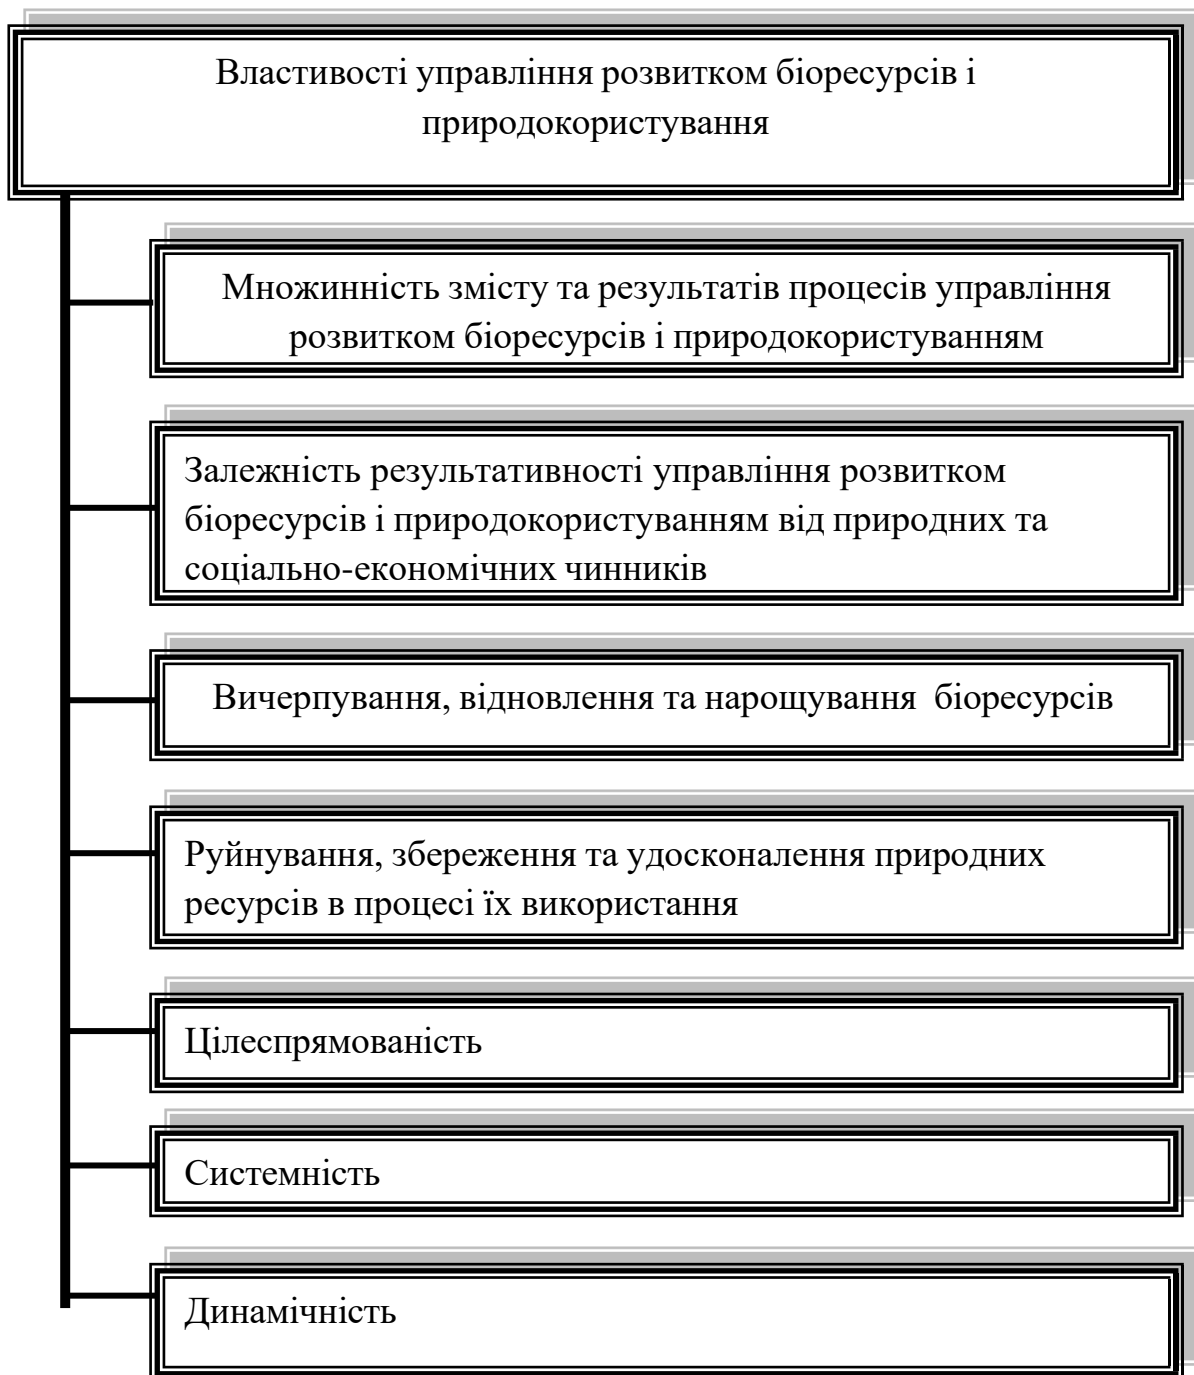 Властивості управління розвитком біоресурсів і
природокористування
Множинність змісту та результатів процесів управління
розвитком біоресурсів і природокористуванням
Залежність результативності управління розвитком
біоресурсів і природокористуванням від природних та
соціально-економічних чинників
Вичерпування, відновлення та нарощування біоресурсів
Руйнування, збереження та удосконалення природних
ресурсів в процесі їх використання
Цілеспрямованість
Системність
Динамічність